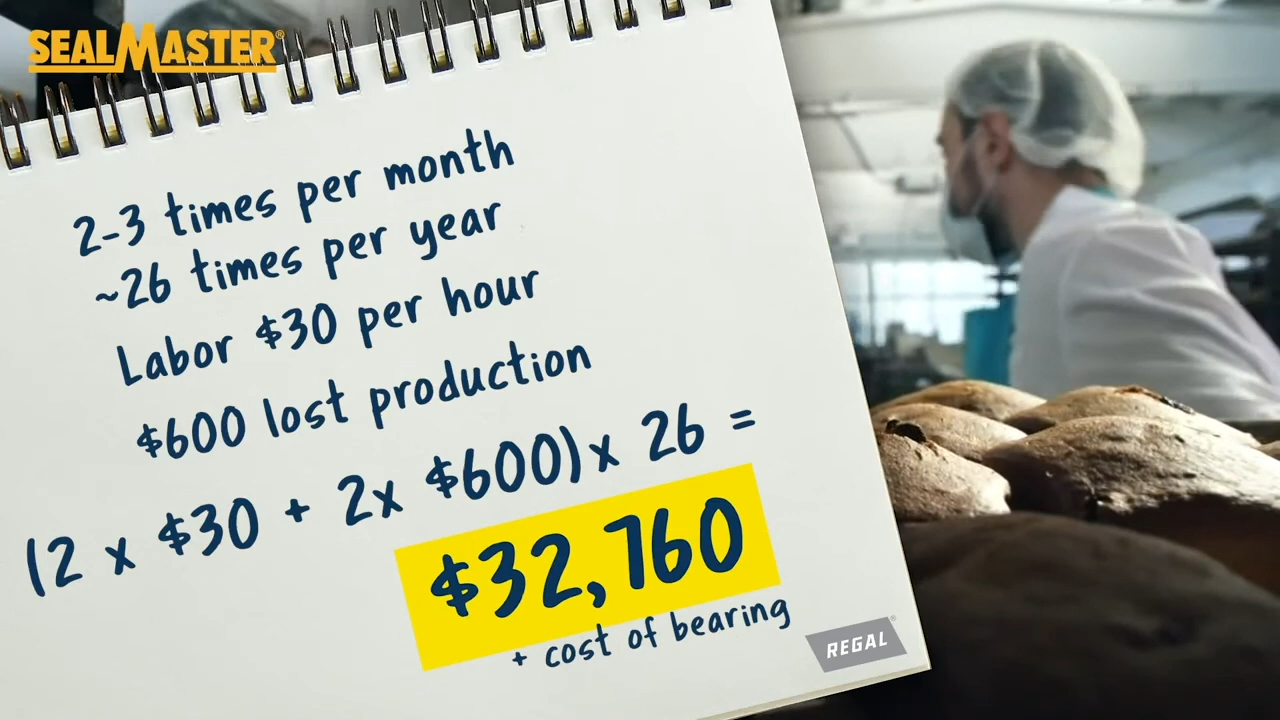 SEALMASTER®
2-3 times per month
~26 times per year
Labor $30 per hour
$600 lost production
(2 x $30 + 2x $600) x 26 =
$32,760
+ cost of bearing
REGAL®